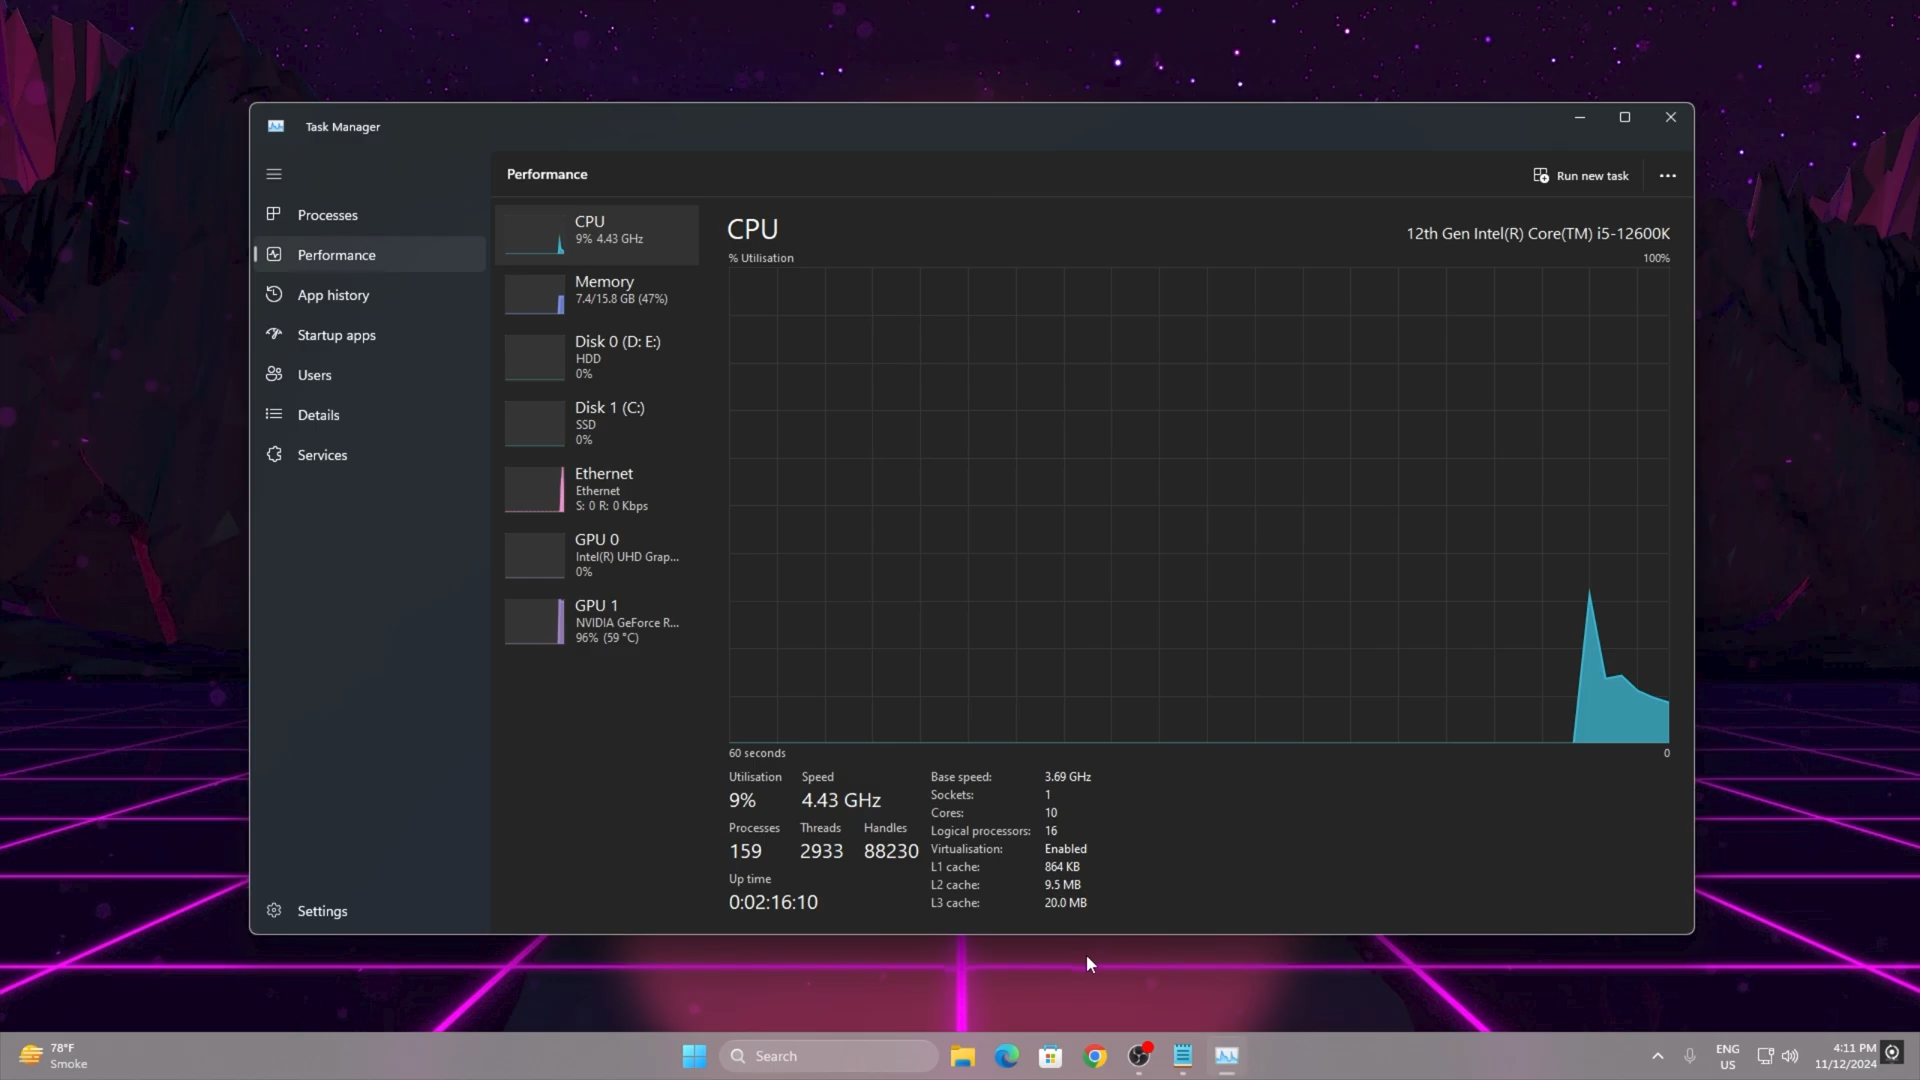 Task Manager
Processes
Performance
App history
Startup apps
Users
Details
Services
Settings
Performance
Run new task
CPU
9% 4.43 GHz
Memory
7.4/15.8 GB (47%)
Disk 0 (D: E:)
HDD
0%
Disk 1 (C:)
SSD
0%
Ethernet
Ethernet
S: 0 R: 0 Kbps
GPU 0
Intel(R) UHD Grap...
0%
GPU 1
NVIDIA GeForce R...
96% (59 °C)
CPU
12th Gen Intel(R) Core(TM) i5-12600K
% Utilisation
100%
60 seconds
0
Utilisation
Speed
9%
4.43 GHz
Processes
Threads
Handles
159
2933
88230
Up time
0:02:16:10
Base speed: 3.69 GHz
Sockets: 1
Cores: 10
Logical processors: 16
Virtualisation: Enabled
L1 cache: 864 KB
L2 cache: 9.5 MB
L3 cache: 20.0 MB
78°F
Smoke
Search
ENG
US
4:11 PM
11/12/2024